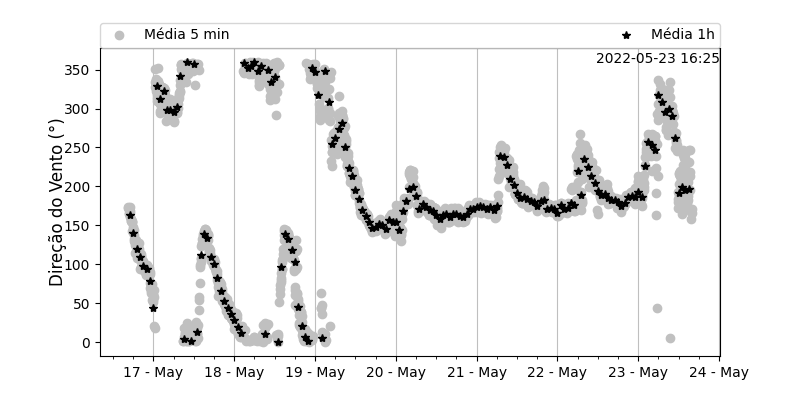 Média 5 min
Média 1h
2022-05-23 16:25
Direção do Vento (°)
350
300
250
200
150
100
50
0
17 - May
18 - May
19 - May
20 - May
21 - May
22 - May
23 - May
24 - May